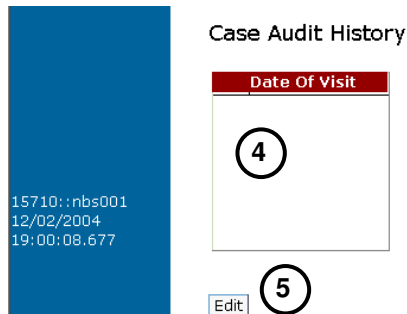 Case Audit History
Date Of Visit
4
15710::nbs001
12/02/2004
19:00:08.677
5
Edit